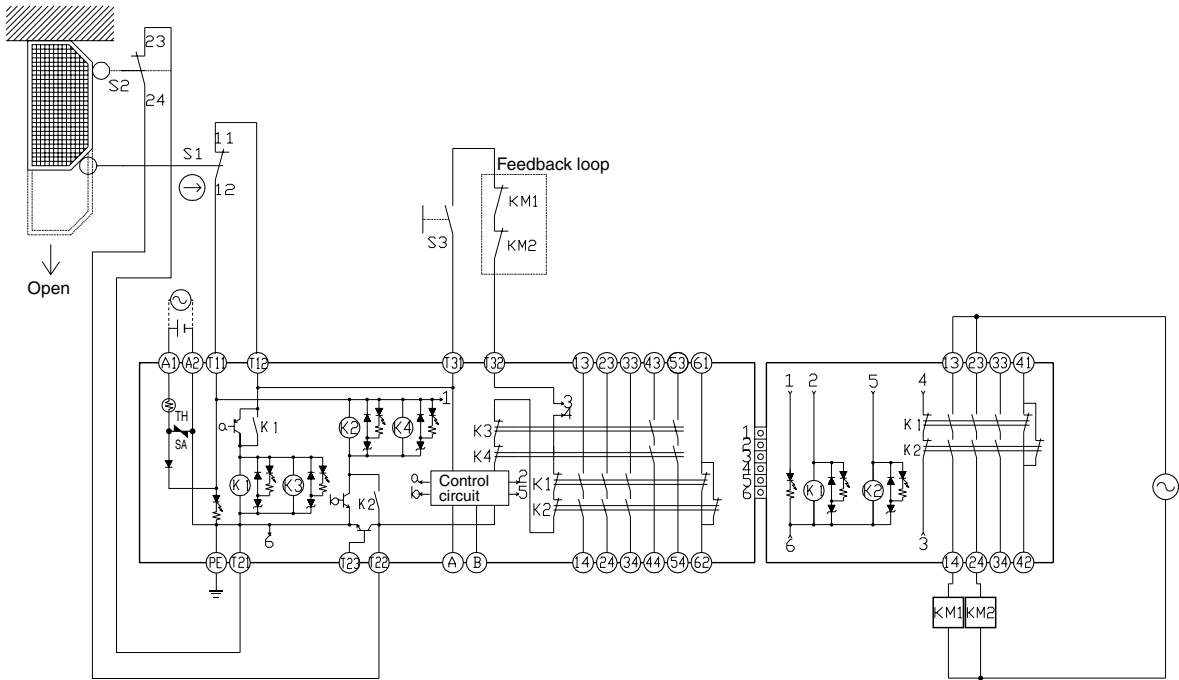 23
S2
24
11
S1
12
Feedback loop
KM1
S3
KM2
Open
A1 A2 T11 T12 T31 T32 13 23 33 43 53 61 13 23 33 41
1 2 5 4
1
3
4
TH
a K1 K2 K4
SA
K3
K4
K1
K2
1
2
3
4
5
6
K1 K3
a
b
Control
circuit
2
5
K1
K2
b K2
K1 K2
6
6 3
PE T21 T23 T22 A B 14 24 34 44 54 62 14 24 34 42
KM1 KM2